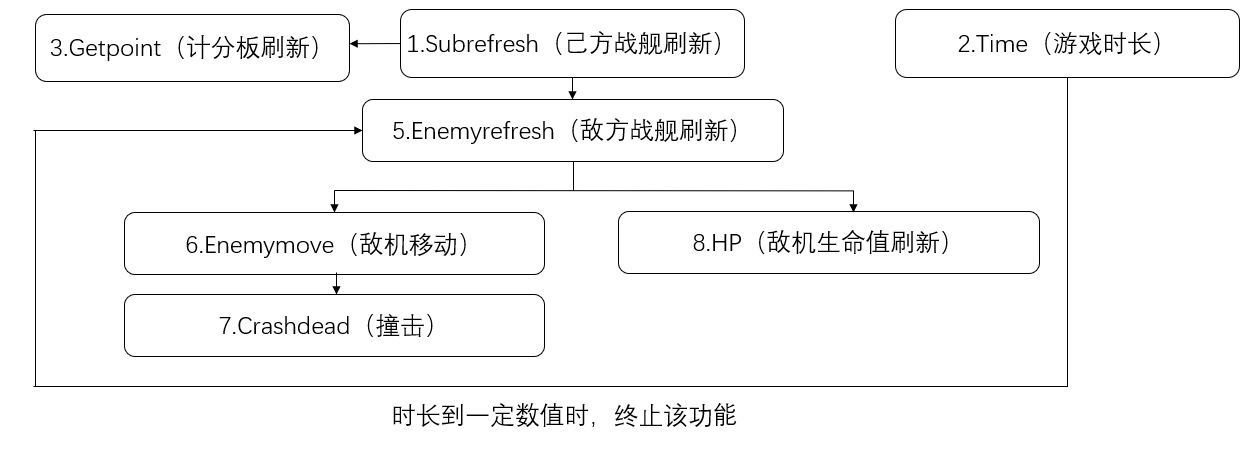 3.Getpoint（计分板刷新）
1.Subrefresh（己方战舰刷新）
2.Time（游戏时长）
5.Enemyrefresh（敌方战舰刷新）
6.Enemymove（敌机移动）
8.HP（敌机生命值刷新）
7.Crashdead（撞击）
时长到一定数值时，终止该功能